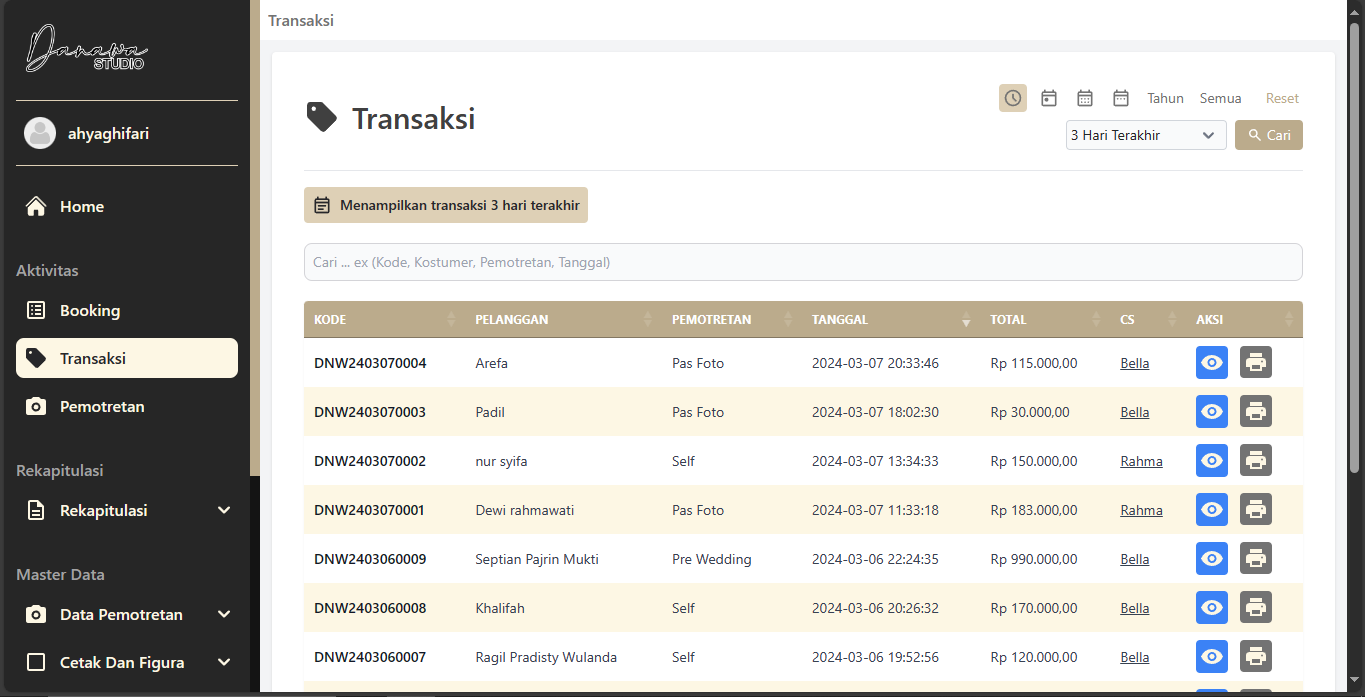 Danawa
STUDIO
ahyaghifari
Home
Aktivitas
Booking
Transaksi
Pemotretan
Rekapitulasi
Rekapitulasi
Master Data
Data Pemotretan
Cetak Dan Figura
Transaksi
Transaksi
Tahun Semua Reset
3 Hari Terakhir Cari
Menampilkan transaksi 3 hari terakhir
Cari ... ex (Kode, Kostumer, Pemotretan, Tanggal)
KODE PELANGGAN PEMOTRETAN TANGGAL TOTAL CS AKSI
DNW2403070004 Arefa Pas Foto 2024-03-07 20:33:46 Rp 115.000,00 Bella
DNW2403070003 Padil Pas Foto 2024-03-07 18:02:30 Rp 30.000,00 Bella
DNW2403070002 nur syifa Self 2024-03-07 13:34:33 Rp 150.000,00 Rahma
DNW2403070001 Dewi rahmawati Pas Foto 2024-03-07 11:33:18 Rp 183.000,00 Rahma
DNW2403060009 Septian Pajrin Mukti Pre Wedding 2024-03-06 22:24:35 Rp 990.000,00 Bella
DNW2403060008 Khalifah Self 2024-03-06 20:26:32 Rp 170.000,00 Bella
DNW2403060007 Ragil Pradisty Wulanda Self 2024-03-06 19:52:56 Rp 120.000,00 Bella